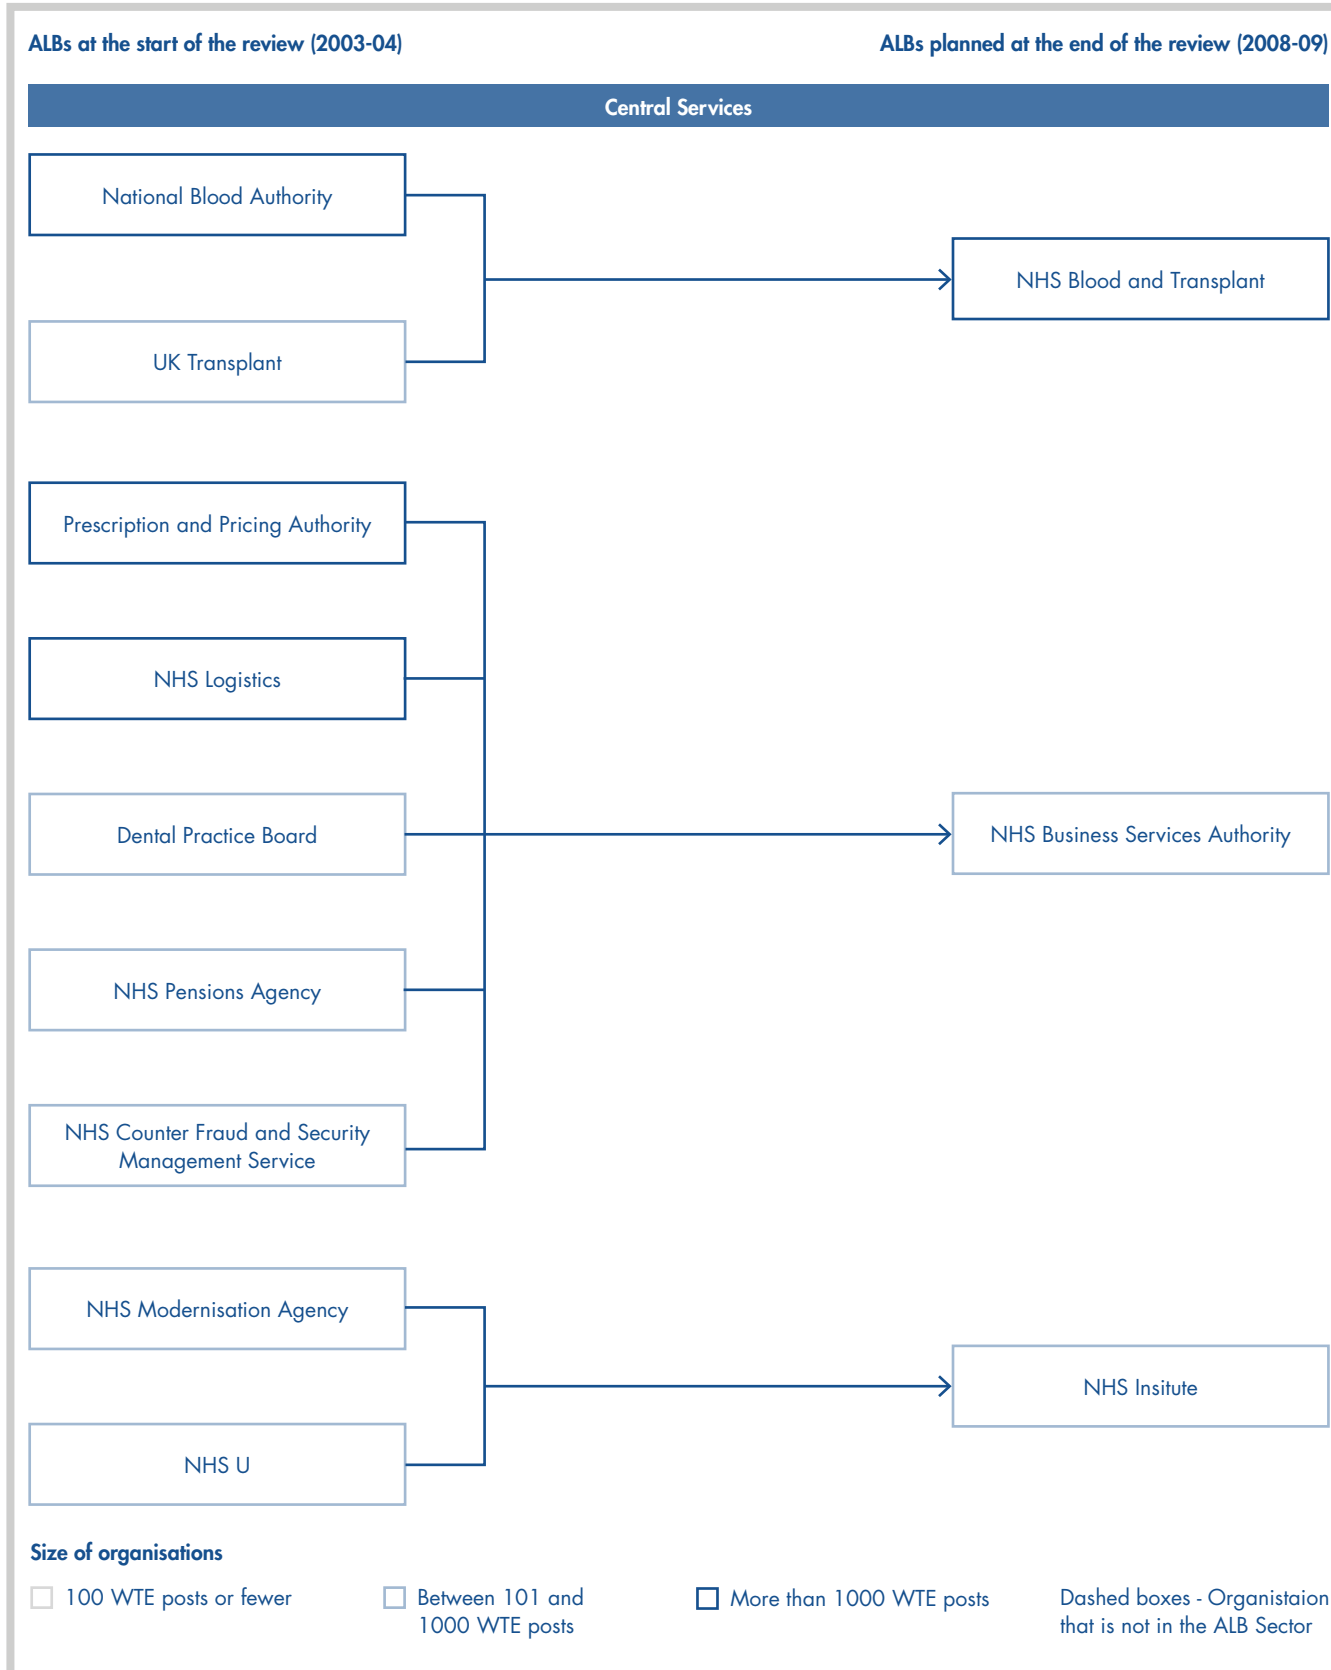 ALBs at the start of the review (2003-04)
ALBs planned at the end of the review (2008-09)
Central Services
National Blood Authority
NHS Blood and Transplant
UK Transplant
Prescription and Pricing Authority
NHS Logistics
Dental Practice Board
NHS Business Services Authority
NHS Pensions Agency
NHS Counter Fraud and Security
Management Service
NHS Modernisation Agency
NHS Insitute
NHS U
Size of organisations
100 WTE posts or fewer
Between 101 and
1000 WTE posts
More than 1000 WTE posts
Dashed boxes - Organistaion
that is not in the ALB Sector